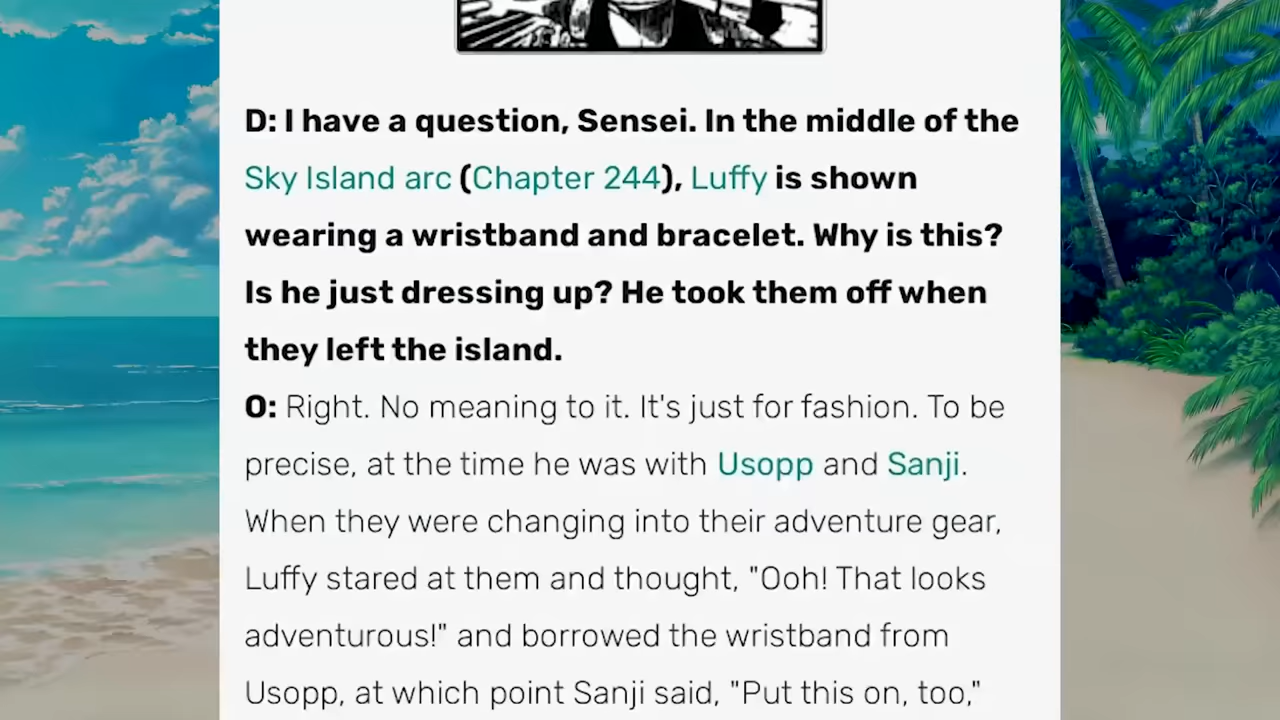 D: I have a question, Sensei. In the middle of the
Sky Island arc (Chapter 244), Luffy is shown
wearing a wristband and bracelet. Why is this?
Is he just dressing up? He took them off when
they left the island.
O: Right. No meaning to it. It's just for fashion. To be
precise, at the time he was with Usopp and Sanji.
When they were changing into their adventure gear,
Luffy stared at them and thought, "Ooh! That looks
adventurous!" and borrowed the wristband from
Usopp, at which point Sanji said, "Put this on, too,"